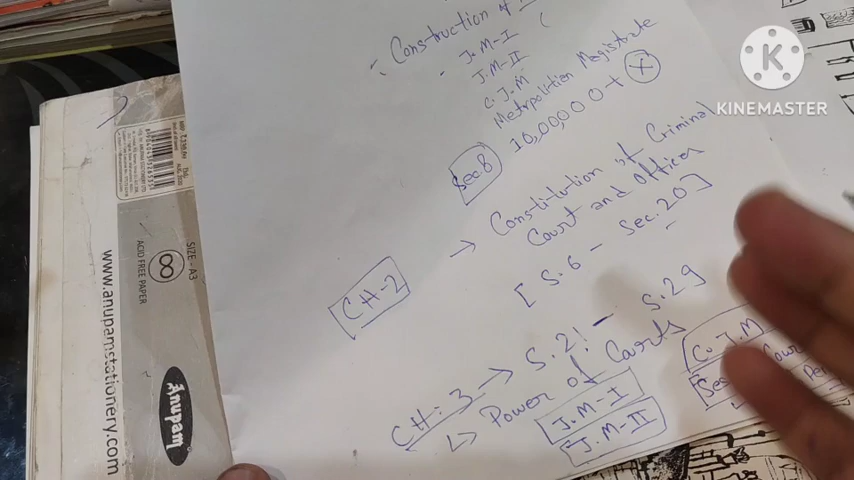 Construction of
J.M-I (
J.M-II
C.J.M
Metropolitian Magistrate
Sec 8 10,00,000+ X
CH-2 → Constitution of Criminal
Court and Offices
[S.6 - Sec.20]
CH:3 → S.21 - S.29
↳ Power of Courts
J.M-I
J.M-II
C.J.M
KINEMASTER
8
SIZE - A3
ACID FREE PAPER
www.anupamstationery.com
Anupam